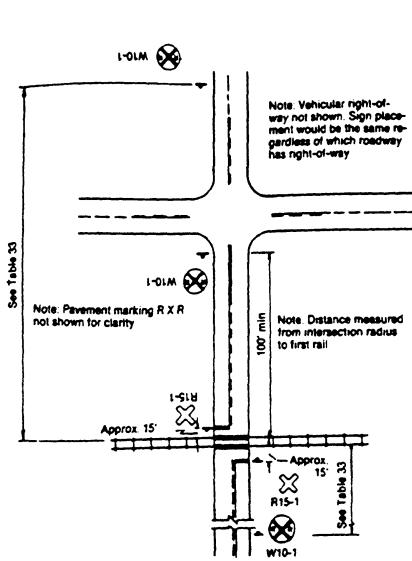 W10-1
Note: Vehicular right-of-
way not shown. Sign place-
ment would be the same re-
gardless of which roadway
has right-of-way
See Table 33
W10-1
Note: Pavement marking R X R
not shown for clarity
100' min
Note. Distance measured
from intersection radius
to first rail
R15-1
Approx. 15'
Approx.
15'
R15-1
See Table 33
W10-1